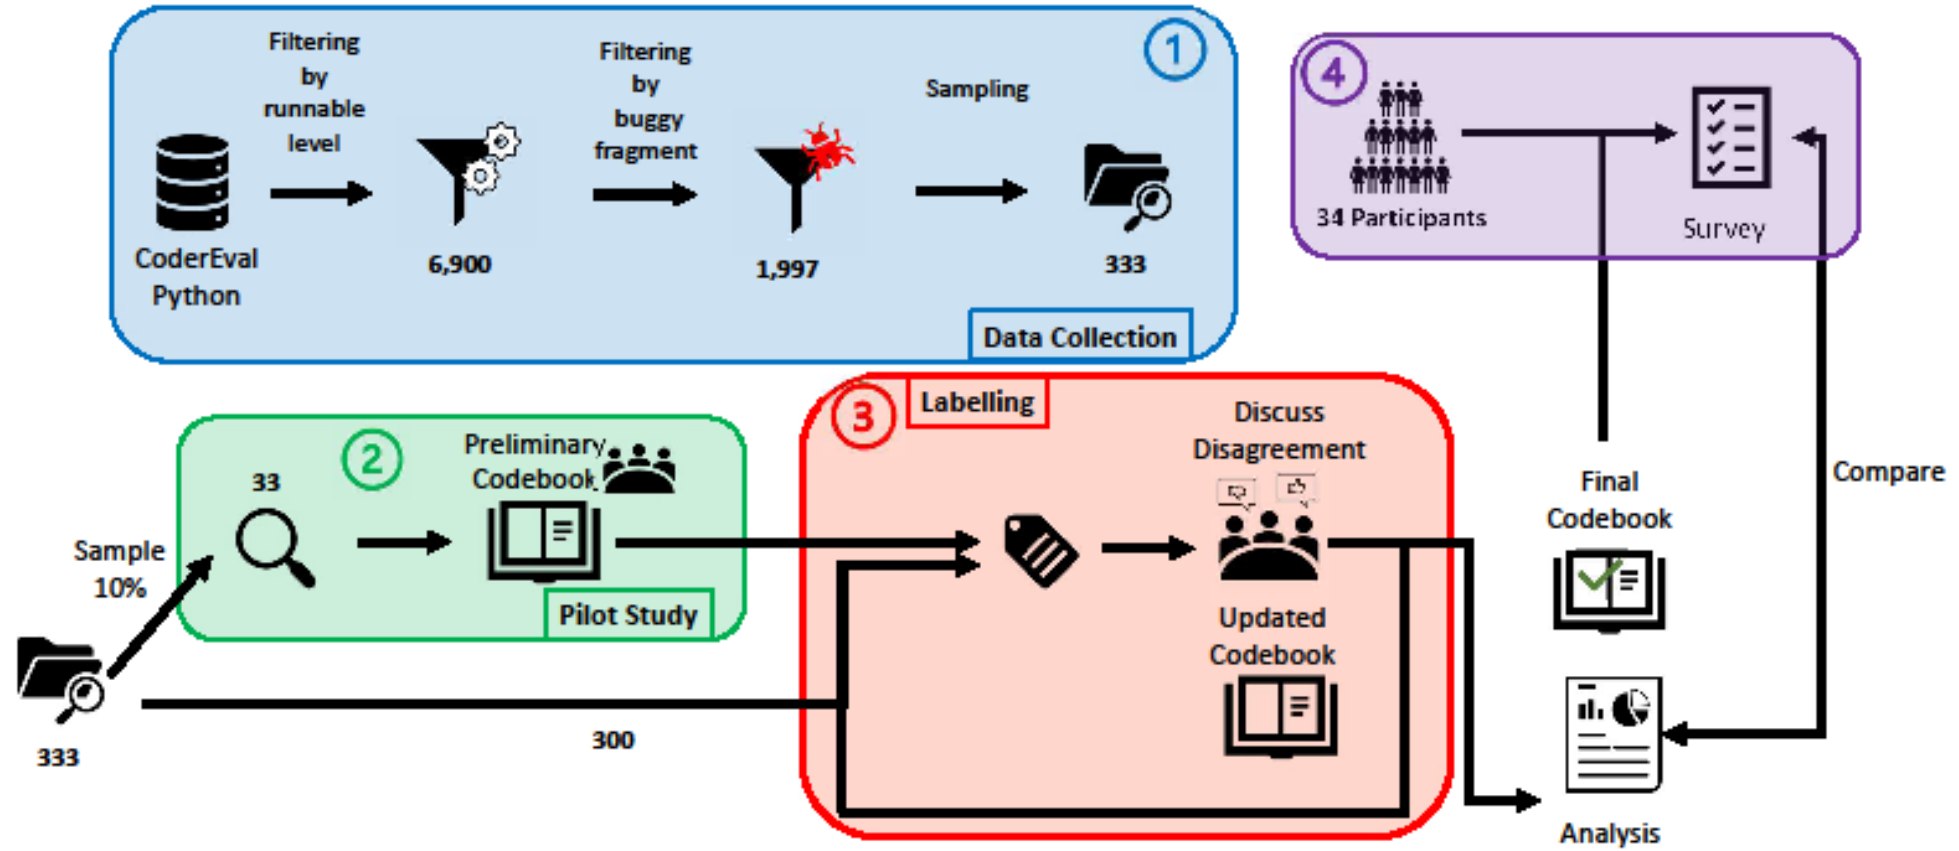 1
Filtering
by
runnable
level
Filtering
by
buggy
fragment
Sampling
CoderEval
Python
6,900
1,997
333
Data Collection
4
34 Participants
Survey
2
33
Preliminary
Codebook
Sample
10%
Pilot Study
333
300
3
Labelling
Discuss
Disagreement
Updated
Codebook
Final
Codebook
Compare
Analysis